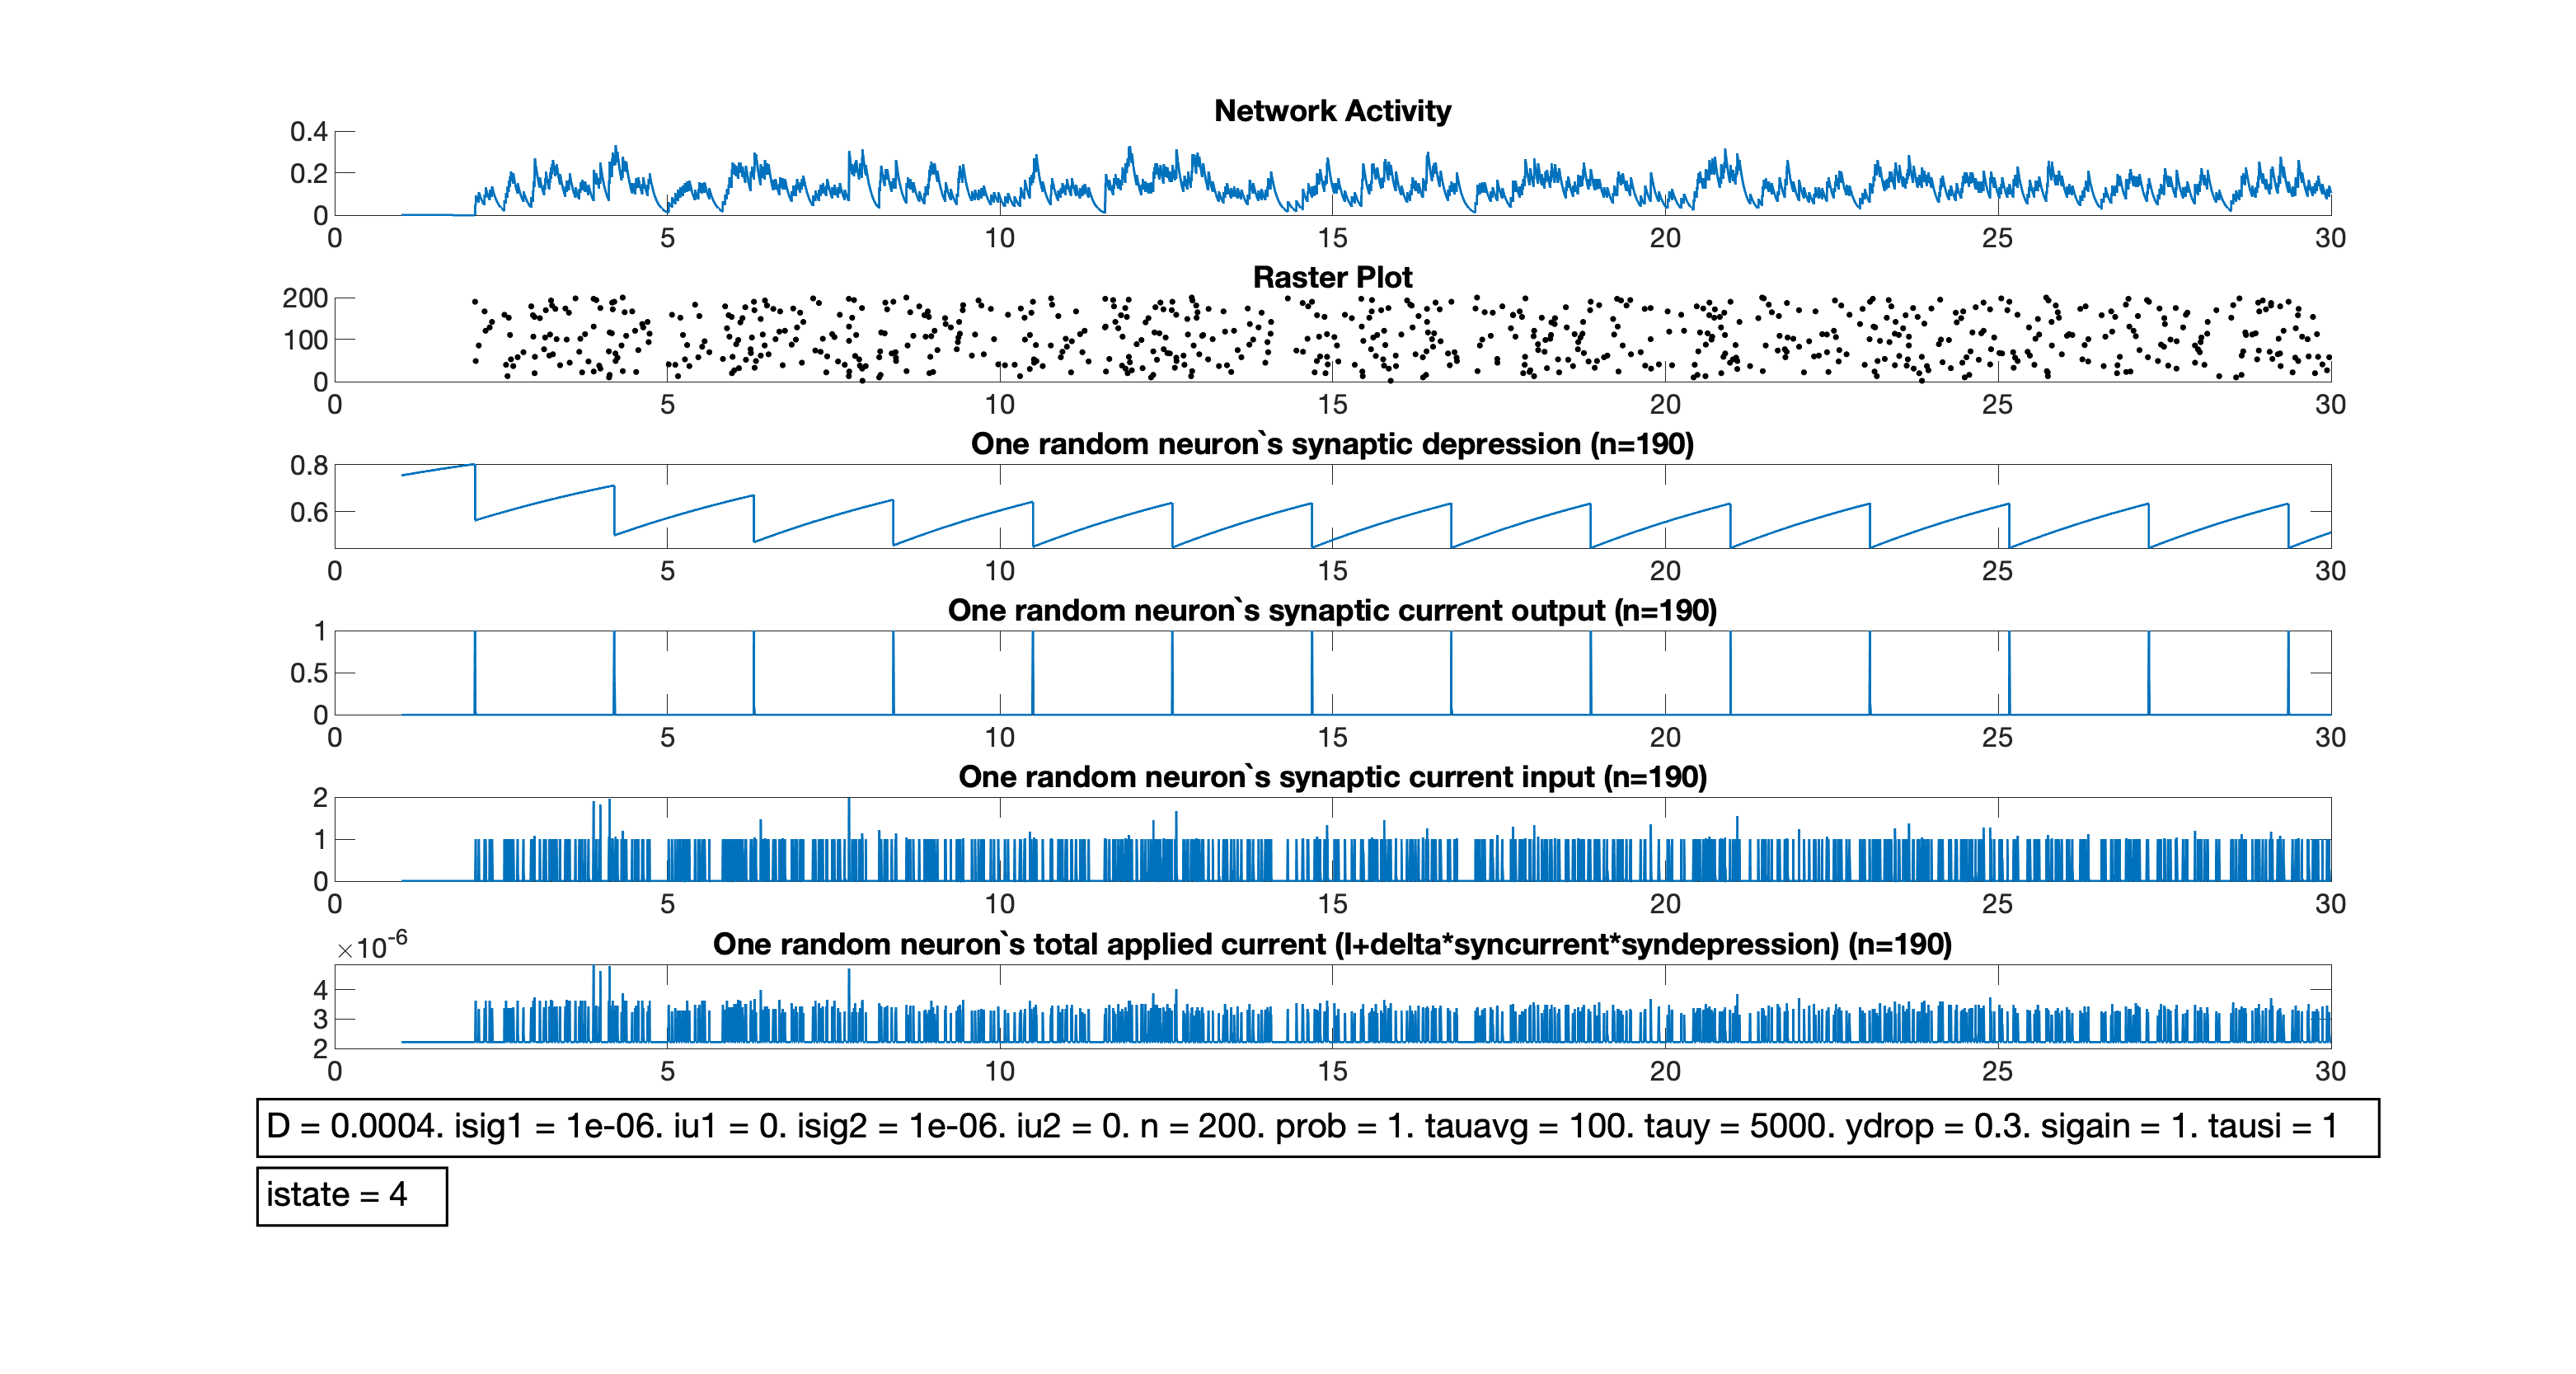 Network Activity
0.4
0.2
0
0 5 10 15 20 25 30
Raster Plot
200
100
0
0 5 10 15 20 25 30
One random neuron`s synaptic depression (n=190)
0.8
0.6
0 5 10 15 20 25 30
One random neuron`s synaptic current output (n=190)
1
0.5
0
0 5 10 15 20 25 30
One random neuron`s synaptic current input (n=190)
2
1
0
0 5 10 15 20 25 30
×10-6
One random neuron`s total applied current (I+delta*syncurrent*syndepression) (n=190)
4
3
2
0 5 10 15 20 25 30
D = 0.0004. isig1 = 1e-06. iu1 = 0. isig2 = 1e-06. iu2 = 0. n = 200. prob = 1. tauavg = 100. tauy = 5000. ydrop = 0.3. sigain = 1. tausi = 1
istate = 4